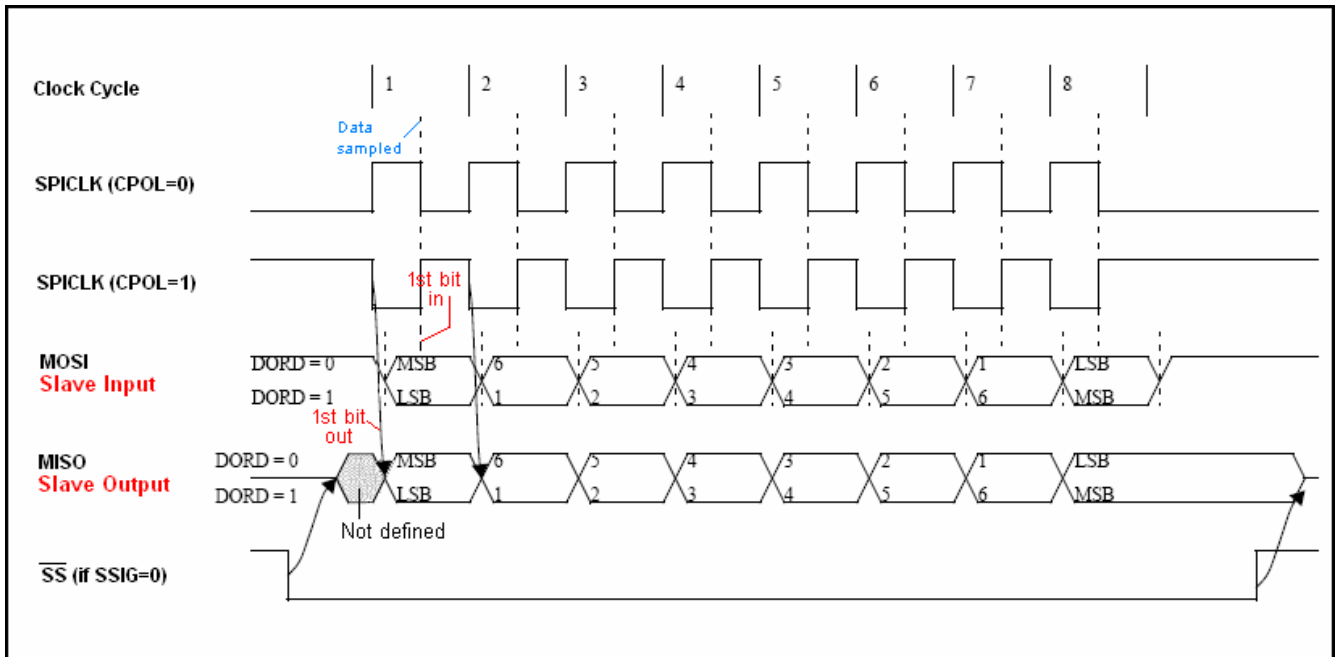 Clock Cycle 1 2 3 4 5 6 7 8
Data
sampled
SPICLK (CPOL=0)
SPICLK (CPOL=1)
1st bit
in
MOSI
Slave Input
DORD = 0 MSB 6 5 4 3 2 1 LSB
DORD = 1 LSB 1 2 3 4 5 6 MSB
1st bit
out
MISO
Slave Output
DORD = 0 MSB 6 5 4 3 2 1 LSB
DORD = 1 LSB 1 2 3 4 5 6 MSB
Not defined
SS (if SSIG=0)